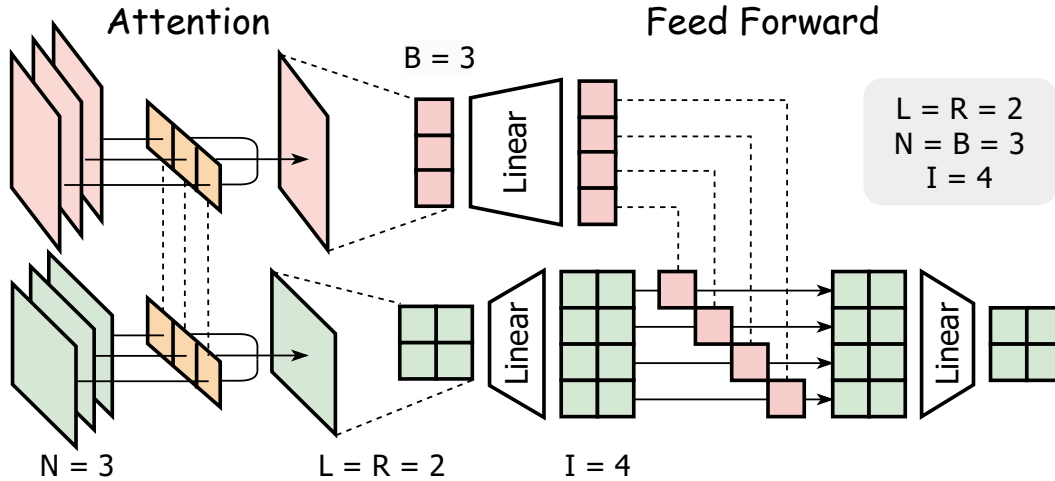 Attention
Feed Forward
B = 3
L = R = 2
N = B = 3
I = 4
Linear
Linear
Linear
N = 3
L = R = 2
I = 4